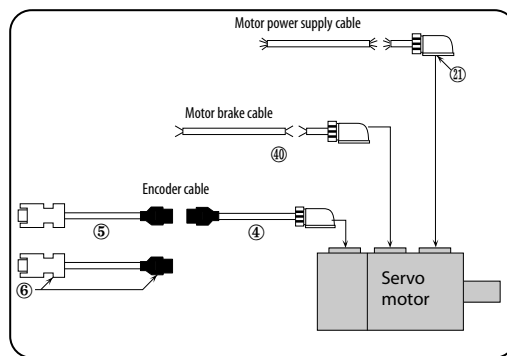 Motor power supply cable
㉑
Motor brake cable
㊵
Encoder cable
⑤
④
⑥
Servo
motor